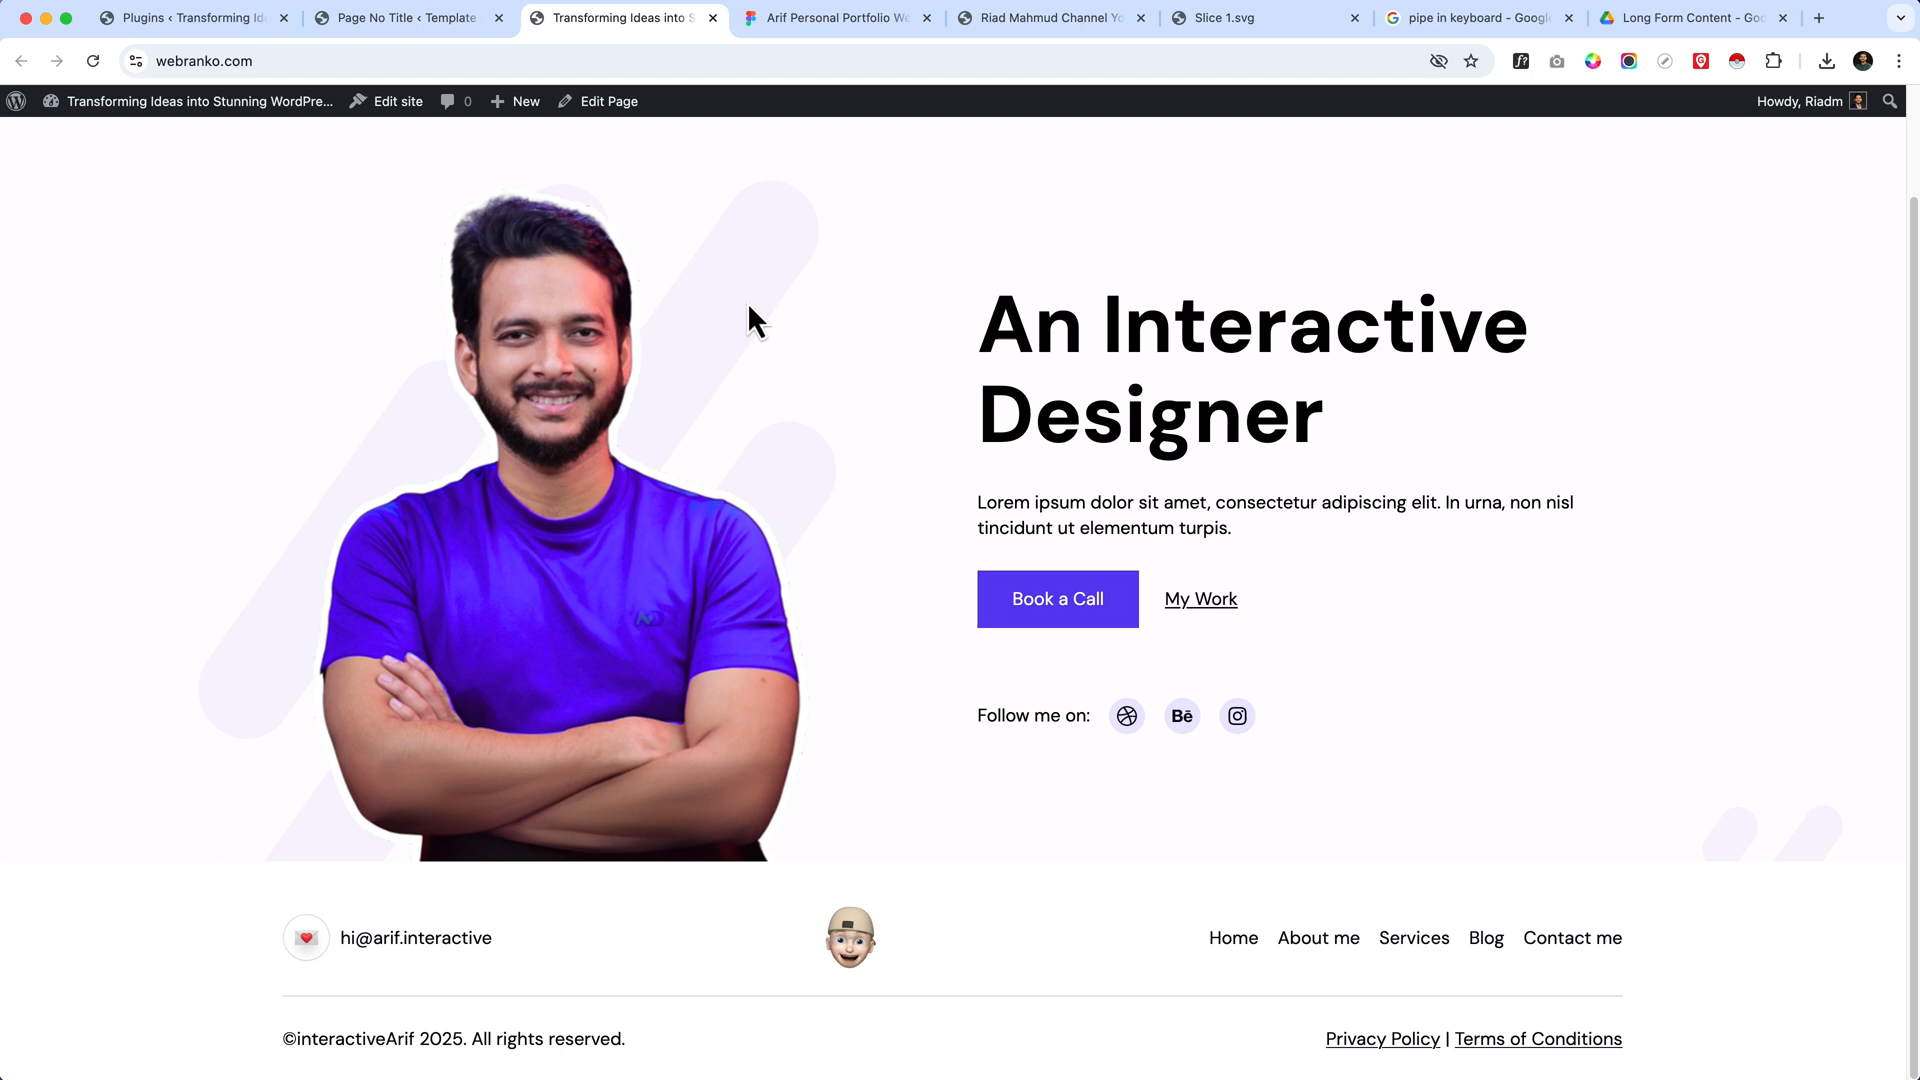 Plugins ‹ Transforming Id
Page No Title ‹ Template
Transforming Ideas into S
Arif Personal Portfolio We
Riad Mahmud Channel Yo
Slice 1.svg
pipe in keyboard - Google
Long Form Content - Goo
webranko.com
Transforming Ideas into Stunning WordPre...
Edit site
0
New
Edit Page
Howdy, Riadm
An Interactive
Designer
Lorem ipsum dolor sit amet, consectetur adipiscing elit. In urna, non nisl
tincidunt ut elementum turpis.
Book a Call
My Work
Follow me on:
Bē
hi@arif.interactive
Home
About me
Services
Blog
Contact me
©interactiveArif 2025. All rights reserved.
Privacy Policy | Terms of Conditions